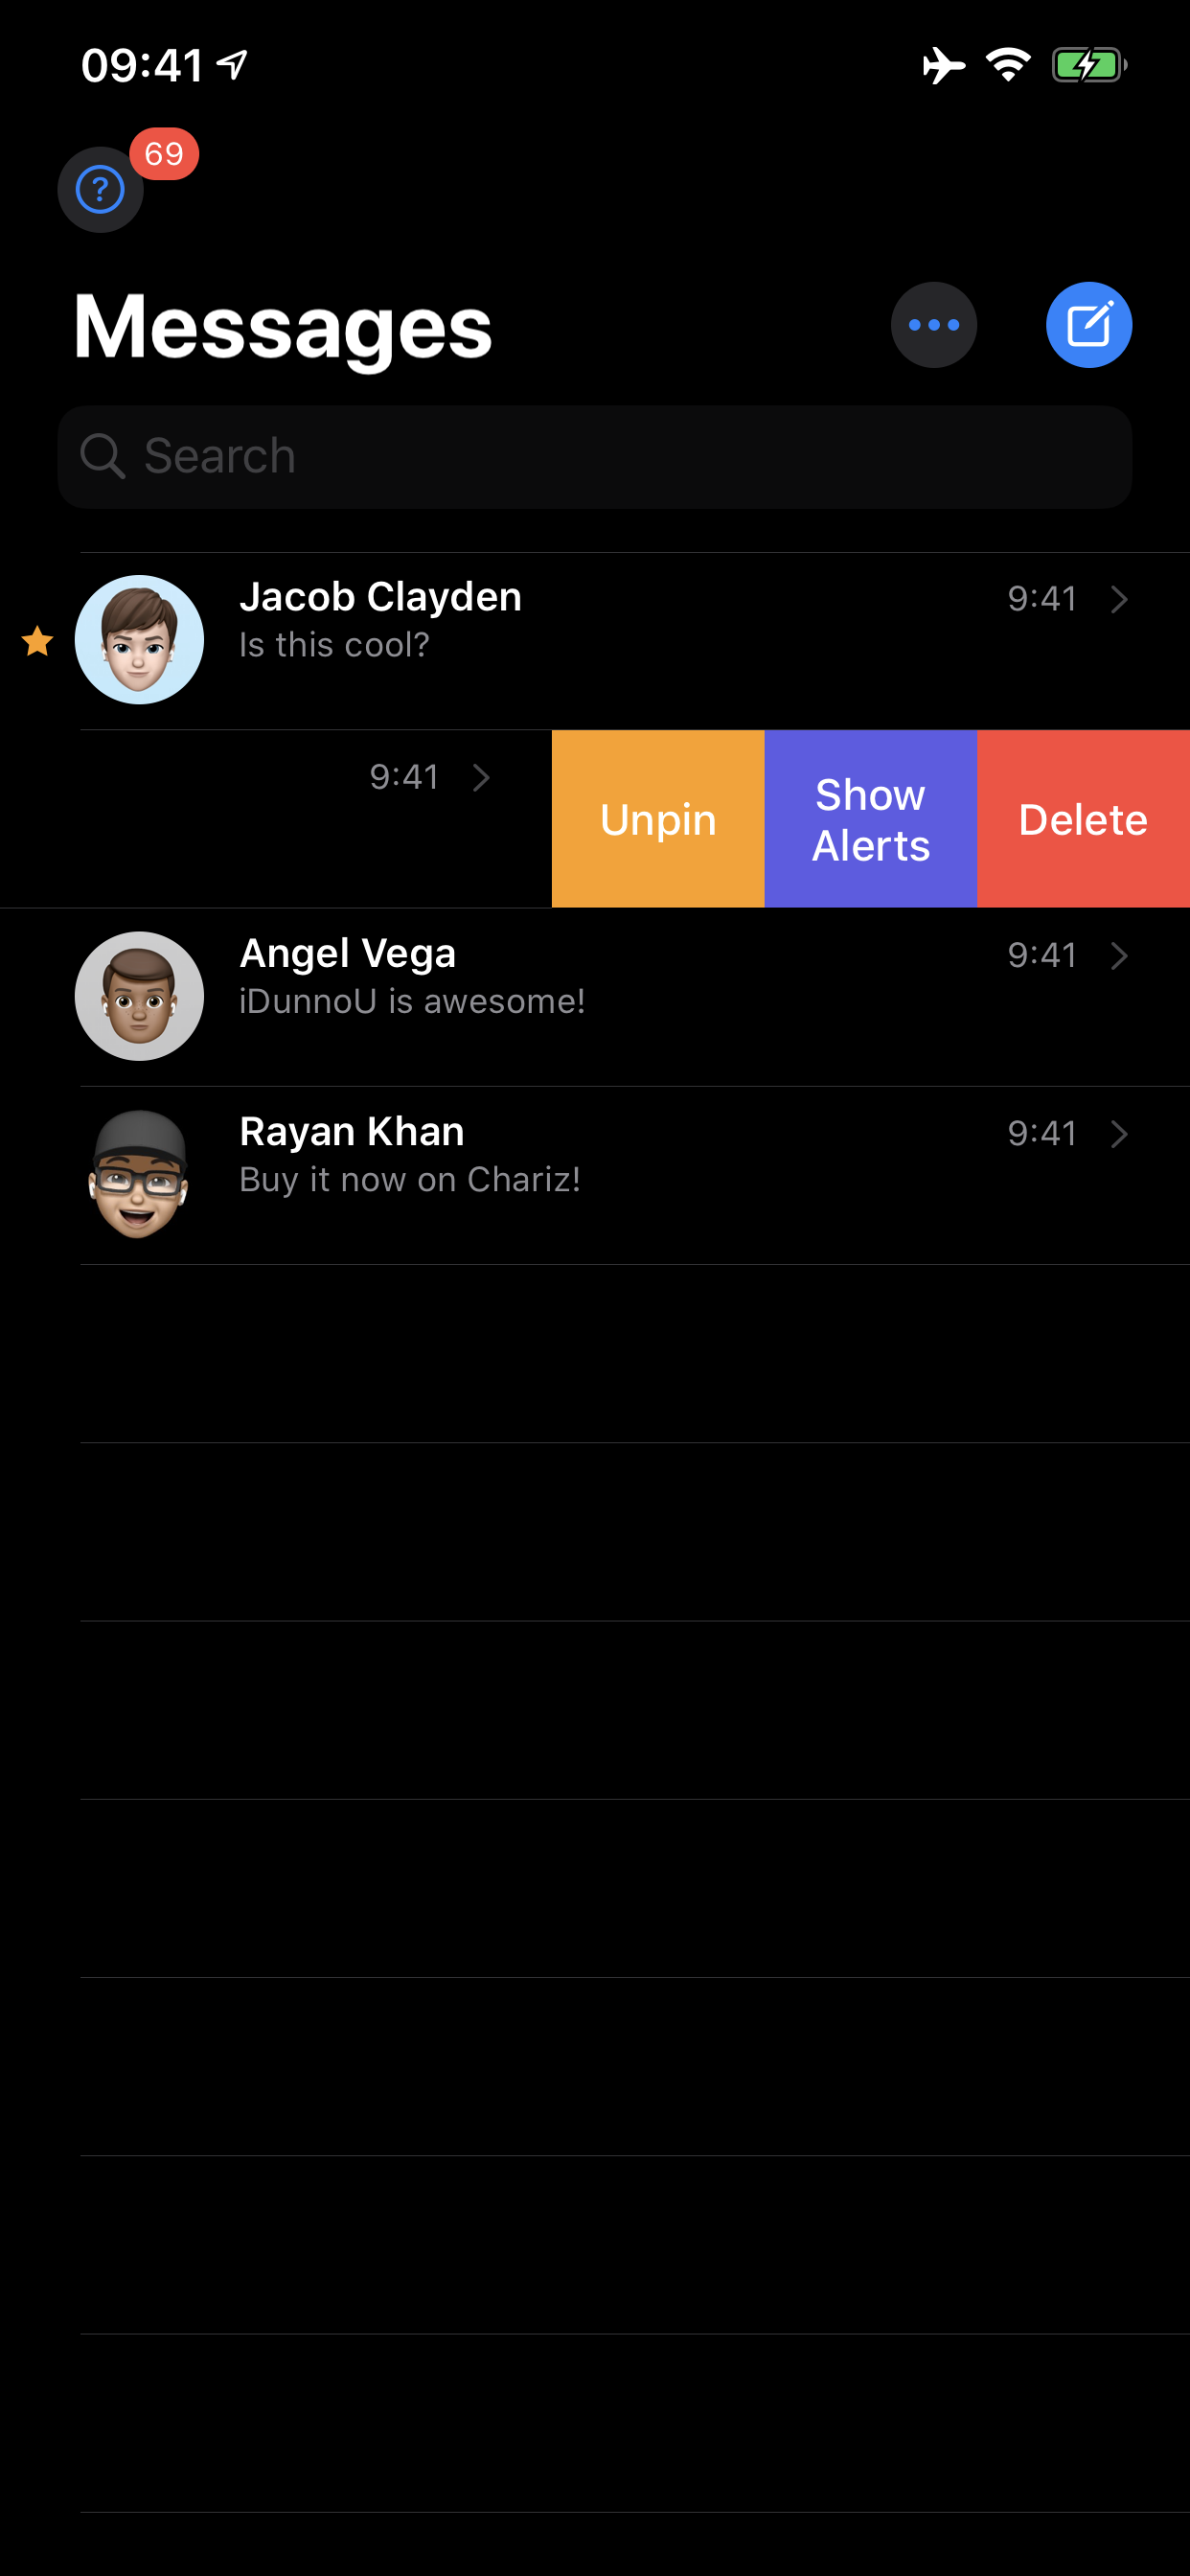 09:41
69
?
Messages
Search
Jacob Clayden
9:41
Is this cool?
9:41
Unpin
Show
Alerts
Delete
Angel Vega
9:41
iDunnoU is awesome!
Rayan Khan
9:41
Buy it now on Chariz!